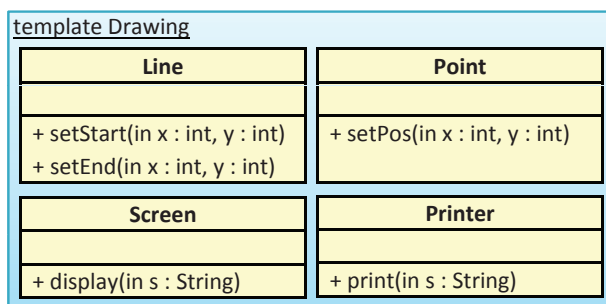 template Drawing
Line
+ setStart(in x : int, y : int)
+ setEnd(in x : int, y : int)
Point
+ setPos(in x : int, y : int)
Screen
+ display(in s : String)
Printer
+ print(in s : String)